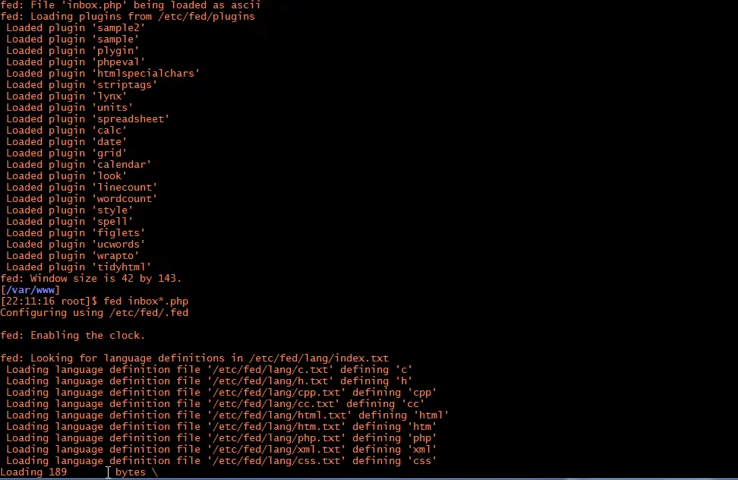 fed: File 'inbox.php' being loaded as ascii
fed: Loading plugins from /etc/fed/plugins
Loaded plugin 'sample2'
Loaded plugin 'sample'
Loaded plugin 'plygin'
Loaded plugin 'phpeval'
Loaded plugin 'htmlspecialchars'
Loaded plugin 'striptags'
Loaded plugin 'lynx'
Loaded plugin 'units'
Loaded plugin 'spreadsheet'
Loaded plugin 'calc'
Loaded plugin 'date'
Loaded plugin 'grid'
Loaded plugin 'calendar'
Loaded plugin 'look'
Loaded plugin 'linecount'
Loaded plugin 'wordcount'
Loaded plugin 'style'
Loaded plugin 'spell'
Loaded plugin 'figlets'
Loaded plugin 'ucwords'
Loaded plugin 'wrapto'
Loaded plugin 'tidyhtml'
fed: Window size is 42 by 143.
[/var/www]
[22:11:16 root]$ fed inbox*.php
Configuring using /etc/fed/.fed
fed: Enabling the clock.
fed: Looking for language definitions in /etc/fed/lang/index.txt
Loading language definition file '/etc/fed/lang/c.txt' defining 'c'
Loading language definition file '/etc/fed/lang/h.txt' defining 'h'
Loading language definition file '/etc/fed/lang/cpp.txt' defining 'cpp'
Loading language definition file '/etc/fed/lang/cc.txt' defining 'cc'
Loading language definition file '/etc/fed/lang/html.txt' defining 'html'
Loading language definition file '/etc/fed/lang/htm.txt' defining 'htm'
Loading language definition file '/etc/fed/lang/php.txt' defining 'php'
Loading language definition file '/etc/fed/lang/xml.txt' defining 'xml'
Loading language definition file '/etc/fed/lang/css.txt' defining 'css'
Loading 189 bytes \